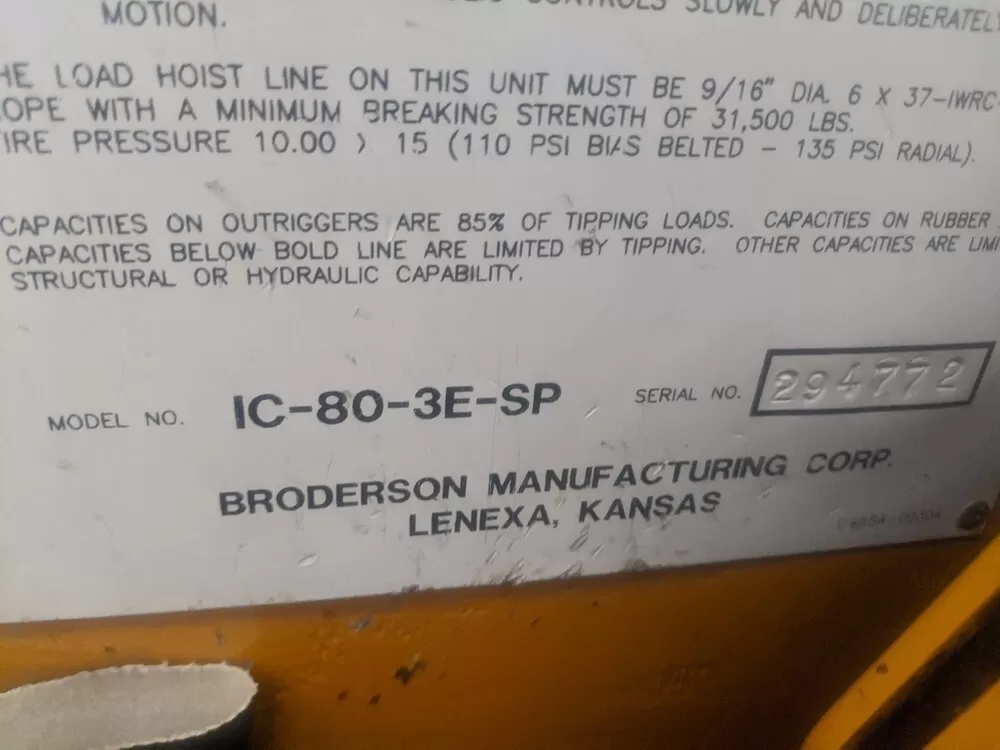 CONTROLS SLOWLY AND DELIBERATELY
MOTION.
HE LOAD HOIST LINE ON THIS UNIT MUST BE 9/16" DIA. 6 X 37-IWRC
OPE WITH A MINIMUM BREAKING STRENGTH OF 31,500 LBS.
IRE PRESSURE 10.00 X 15 (110 PSI BIAS BELTED - 135 PSI RADIAL).
CAPACITIES ON OUTRIGGERS ARE 85% OF TIPPING LOADS. CAPACITIES ON RUBBER
CAPACITIES BELOW BOLD LINE ARE LIMITED BY TIPPING. OTHER CAPACITIES ARE LIMI
STRUCTURAL OR HYDRAULIC CAPABILITY.
MODEL NO. IC-80-3E-SP SERIAL NO. 294772
BRODERSON MANUFACTURING CORP.
LENEXA, KANSAS